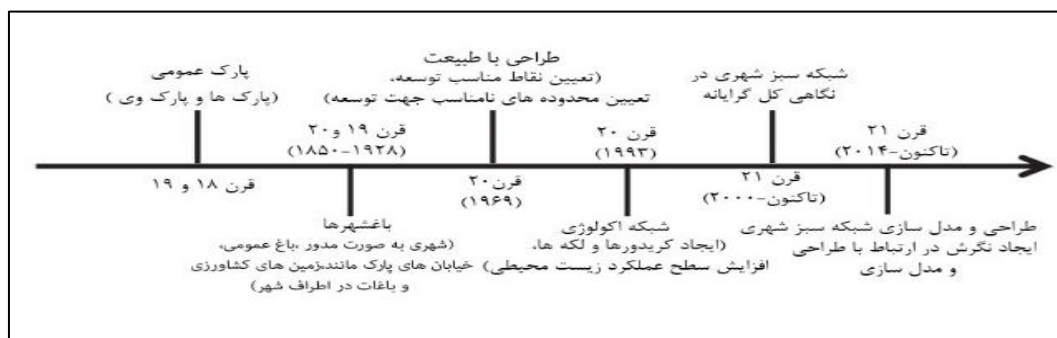 پارک عمومی
(پارک ها و پارک وی )
قرن ۱۸ و ۱۹
قرن ۱۹ و۲۰
(۱۸۵۰-۱۹۲۸)
باغشهرها
(شهری به صورت مدور ،باغ عمومی،
خیابان های پارک مانند،زمین های کشاورزی
و باغات در اطراف شهر)
طراحی با طبیعت
(تعیین نقاط مناسب توسعه،
تعیین محدوده های نامناسب جهت توسعه)
قرن۲۰
(۱۹۶۹)
قرن ۲۰
(۱۹۹۳)
شبکه اکولوژی
(ایجاد کریدورها و لکه ها،
افزایش سطح عملکرد زیست محیطی)
شبکه سبز شهری در
نگاهی کل گرایانه
قرن ۲۱
(تاکنون-۲۰۰۰)
قرن ۲۱
(تاکنون-۲۰۱۴)
طراحی و مدل سازی شبکه سبز شهری
ایجاد نگرش در ارتباط با طراحی
و مدل سازی